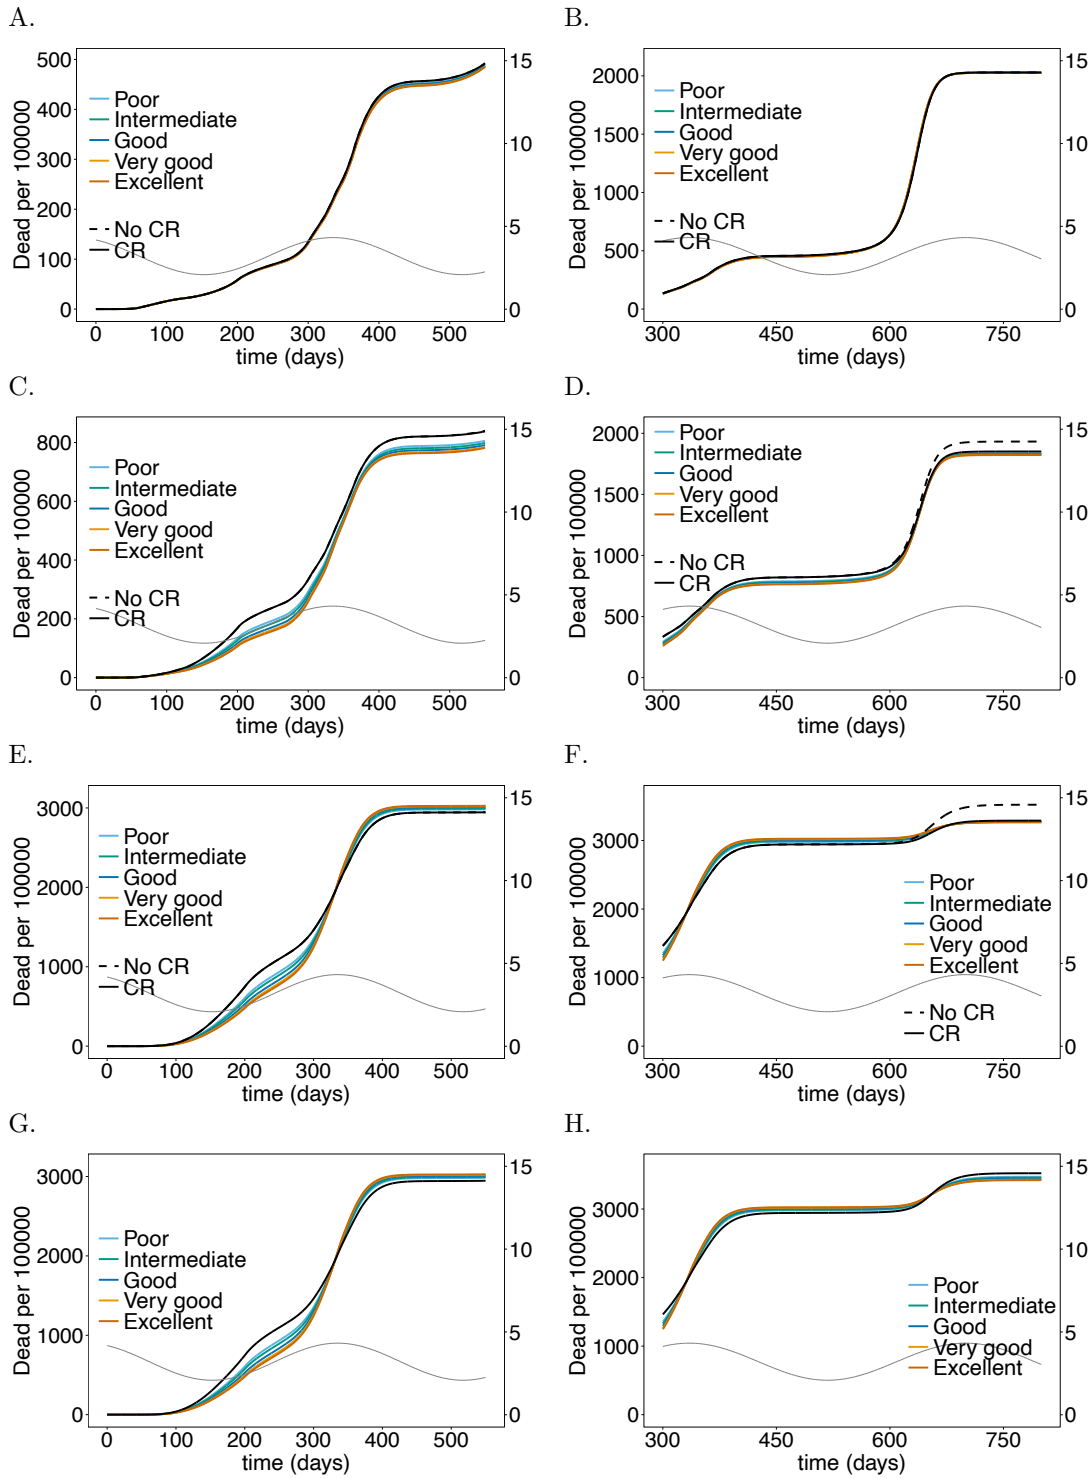 A.
Dead per 100000
500
400
300
200
100
0
15
10
5
0
Poor
Intermediate
Good
Very good
Excellent
No CR
CR
0 100 200 300 400 500
time (days)
B.
Dead per 100000
2000
1500
1000
500
0
15
10
5
0
Poor
Intermediate
Good
Very good
Excellent
No CR
CR
300 450 600 750
time (days)
C.
Dead per 100000
800
600
400
200
0
15
10
5
0
Poor
Intermediate
Good
Very good
Excellent
No CR
CR
0 100 200 300 400 500
time (days)
D.
Dead per 100000
2000
1500
1000
500
0
15
10
5
0
Poor
Intermediate
Good
Very good
Excellent
No CR
CR
300 450 600 750
time (days)
E.
Dead per 100000
3000
2000
1000
0
15
10
5
0
Poor
Intermediate
Good
Very good
Excellent
No CR
CR
0 100 200 300 400 500
time (days)
F.
Dead per 100000
3000
2000
1000
0
15
10
5
0
Poor
Intermediate
Good
Very good
Excellent
No CR
CR
300 450 600 750
time (days)
G.
Dead per 100000
3000
2000
1000
0
15
10
5
0
Poor
Intermediate
Good
Very good
Excellent
0 100 200 300 400 500
time (days)
H.
Dead per 100000
3000
2000
1000
0
15
10
5
0
Poor
Intermediate
Good
Very good
Excellent
300 450 600 750
time (days)